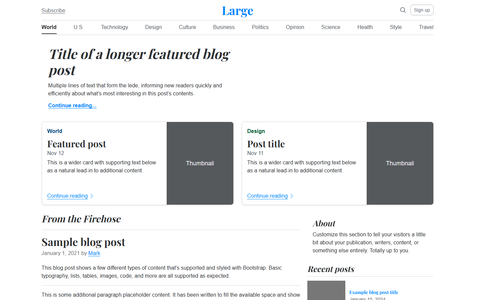 Subscribe
Large
Sign up
World
U.S.
Technology
Design
Culture
Business
Politics
Opinion
Science
Health
Style
Travel
Title of a longer featured blog
post
Multiple lines of text that form the lede, informing new readers quickly and
efficiently about what's most interesting in this post's contents.
Continue reading...
World
Featured post
Nov 12
This is a wider card with supporting text below
as a natural lead-in to additional content
Continue reading
Thumbnail
Design
Post title
Nov 11
This is a wider card with supporting text below
as a natural lead-in to additional content
Continue reading
Thumbnail
From the Firehose
Sample blog post
January 1, 2021 by Mark
This blog post shows a few different types of content that's supported and styled with Bootstrap. Basic
typography, lists, tables, images, code, and more are all supported as expected.
This is some additional paragraph placeholder content. It has been written to fill the available space and show
About
Customize this section to tell your visitors a little
bit about your publication, writers, content, or
something else entirely. Totally up to you.
Recent posts
Example blog post title